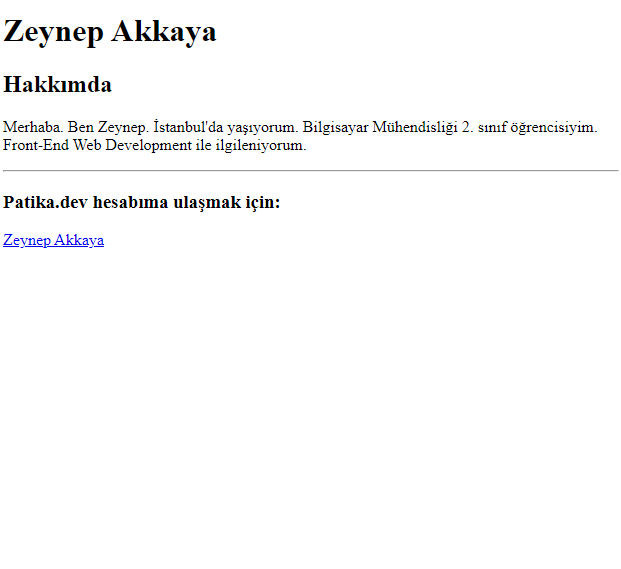 Zeynep Akkaya
Hakkımda
Merhaba. Ben Zeynep. İstanbul'da yaşıyorum. Bilgisayar Mühendisliği 2. sınıf öğrencisiyim.
Front-End Web Development ile ilgileniyorum.
Patika.dev hesabıma ulaşmak için:
Zeynep Akkaya